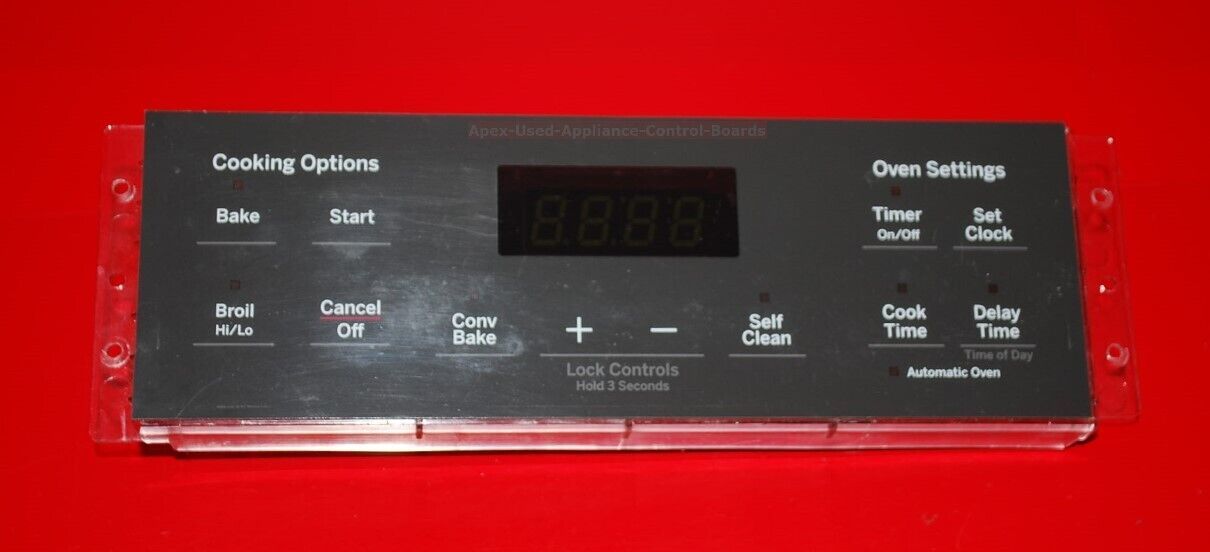 Apex-Used-Appliance-Control-Boards
Cooking Options
Bake
Start
Broil
Hi/Lo
Cancel
Off
Conv
Bake
+ −
Lock Controls
Hold 3 Seconds
Self
Clean
Oven Settings
Timer
On/Off
Set
Clock
Cook
Time
Delay
Time
Time of Day
Automatic Oven